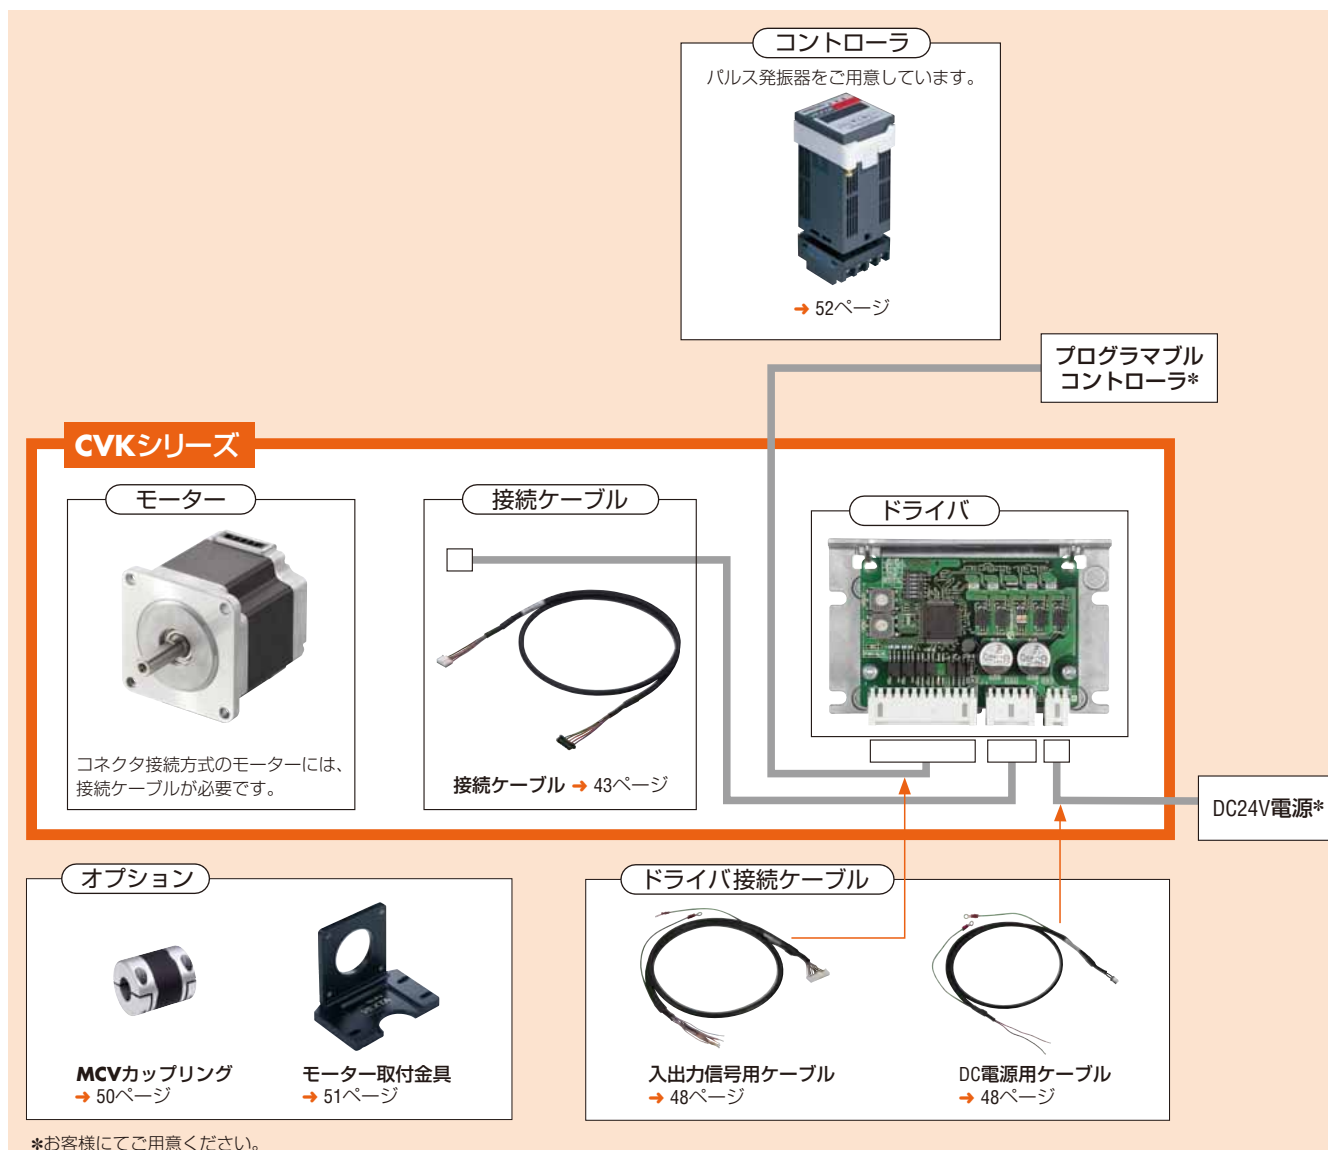 コントローラ
パルス発振器をご用意しています。
➜ 52ページ
プログラマブル
コントローラ*
CVKシリーズ
モーター
接続ケーブル
ドライバ
コネクタ接続方式のモーターには、
接続ケーブルが必要です。
接続ケーブル ➜ 43ページ
DC24V電源*
オプション
ドライバ接続ケーブル
MCVカップリング
➜ 50ページ
モーター取付金具
➜ 51ページ
入出力信号用ケーブル
➜ 48ページ
DC電源用ケーブル
➜ 48ページ
*お客様にてご用意ください。